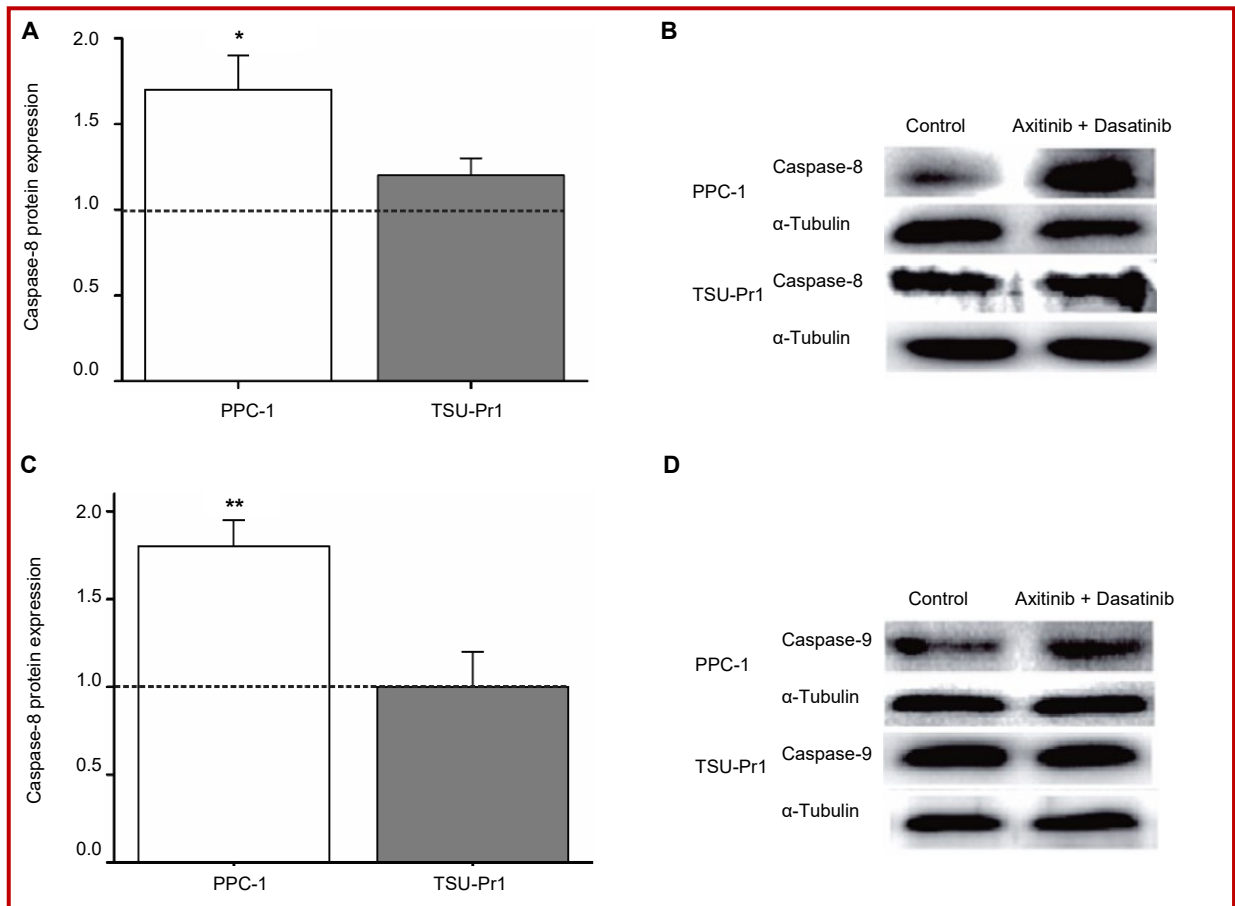 A
Caspase-8 protein expression
2.0
1.5
1.0
0.5
0.0
*
PPC-1
TSU-Pr1
B
Control
Axitinib + Dasatinib
PPC-1
Caspase-8
α-Tubulin
TSU-Pr1
Caspase-8
α-Tubulin
C
Caspase-8 protein expression
2.0
1.5
1.0
0.5
0.0
**
PPC-1
TSU-Pr1
D
Control
Axitinib + Dasatinib
PPC-1
Caspase-9
α-Tubulin
TSU-Pr1
Caspase-9
α-Tubulin